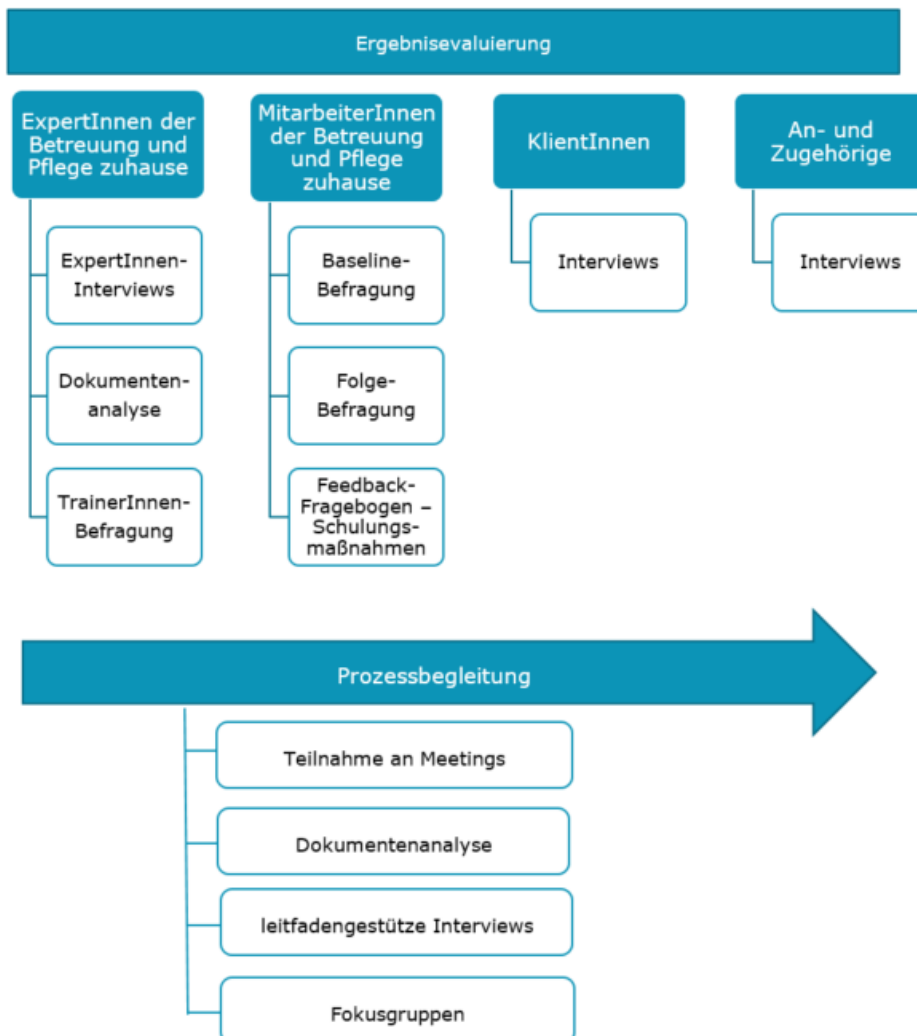 Ergebnisevaluierung
ExpertInnen der
Betreuung und
Pflege zuhause
ExpertInnen-
Interviews
Dokumenten-
analyse
TrainerInnen-
Befragung
MitarbeiterInnen
der Betreuung
und Pflege
zuhause
Baseline-
Befragung
Folge-
Befragung
Feedback-
Fragebogen –
Schulungs-
maßnahmen
KlientInnen
Interviews
An- und
Zugehörige
Interviews
Prozessbegleitung
Teilnahme an Meetings
Dokumentenanalyse
leitfadengestütze Interviews
Fokusgruppen